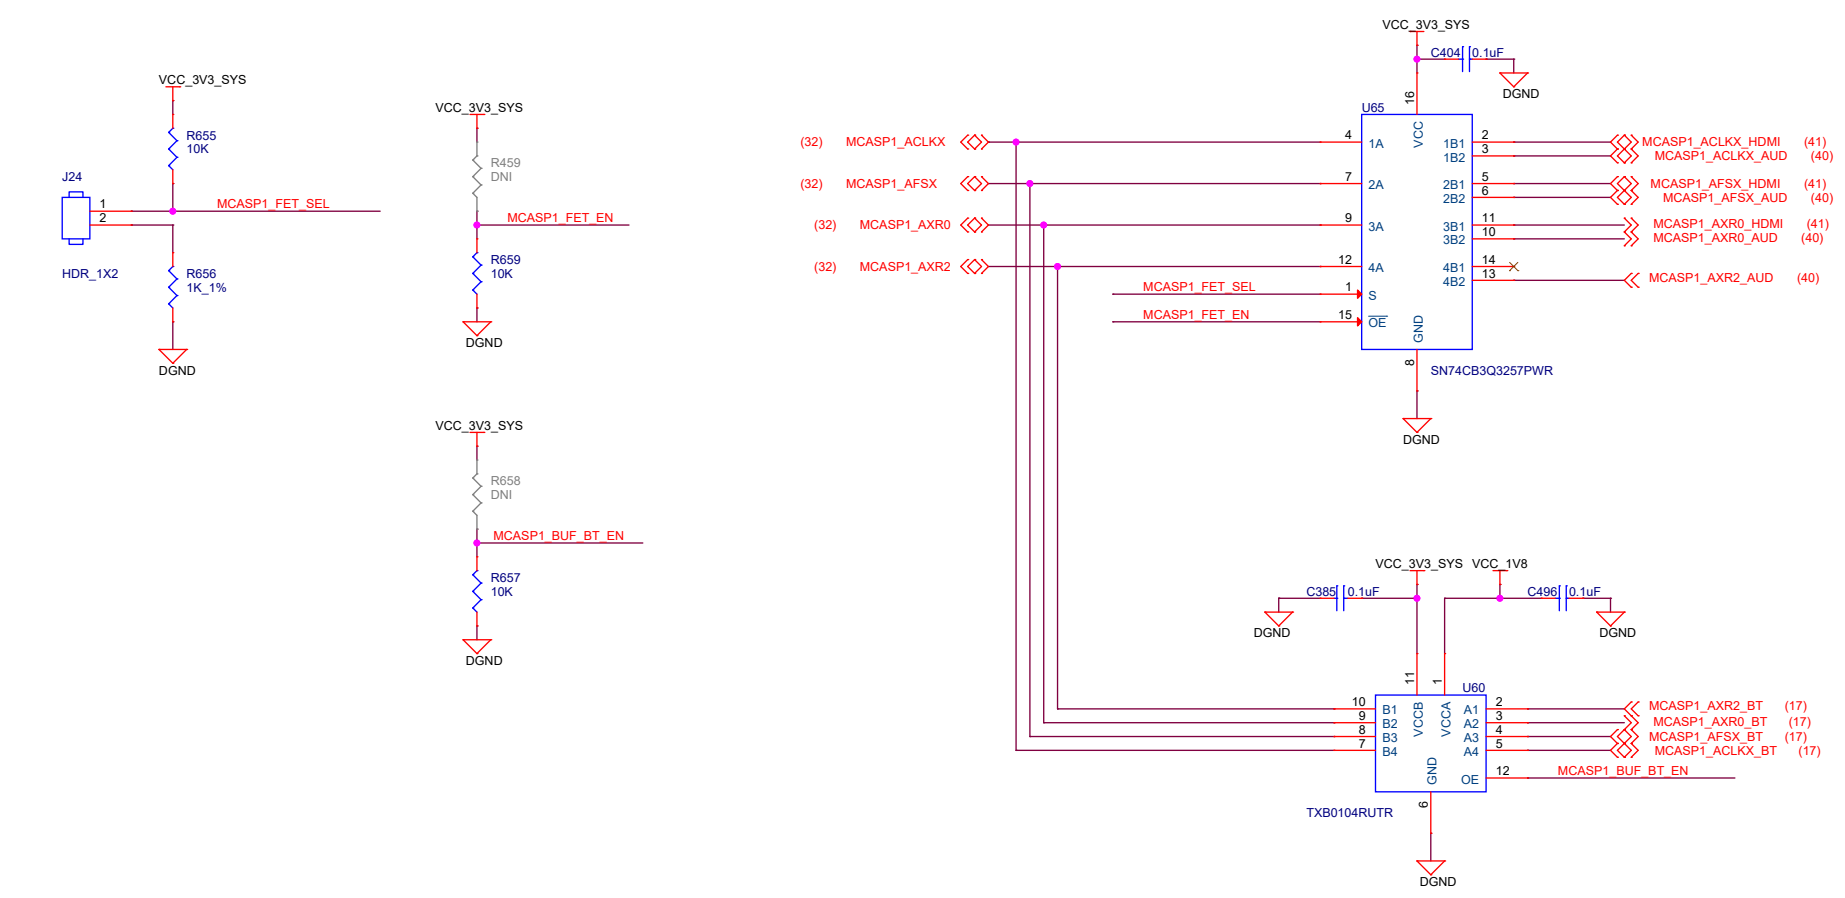 VCC_3V3_SYS
R655
10K
J24
1
2
MCASP1_FET_SEL
HDR_1X2
R656
1K_1%
DGND
VCC_3V3_SYS
R459
DNI
MCASP1_FET_EN
R659
10K
DGND
VCC_3V3_SYS
R658
DNI
MCASP1_BUF_BT_EN
R657
10K
DGND
VCC_3V3_SYS
C404 0.1uF
DGND
16
U65
VCC
(32) MCASP1_ACLKX 4 1A
1B1 2 MCASP1_ACLKX_HDMI (41)
1B2 3 MCASP1_ACLKX_AUD (40)
(32) MCASP1_AFSX 7 2A
2B1 5 MCASP1_AFSX_HDMI (41)
2B2 6 MCASP1_AFSX_AUD (40)
(32) MCASP1_AXR0 9 3A
3B1 11 MCASP1_AXR0_HDMI (41)
3B2 10 MCASP1_AXR0_AUD (40)
(32) MCASP1_AXR2 12 4A
4B1 14
4B2 13 MCASP1_AXR2_AUD (40)
MCASP1_FET_SEL 1 S
MCASP1_FET_EN 15 OE
GND
8
SN74CB3Q3257PWR
DGND
VCC_3V3_SYS VCC_1V8
C385 0.1uF
C496 0.1uF
DGND
DGND
11
1
U60
VCCB
VCCA
10 B1
9 B2
8 B3
7 B4
A1 2 MCASP1_AXR2_BT (17)
A2 3 MCASP1_AXR0_BT (17)
A3 4 MCASP1_AFSX_BT (17)
A4 5 MCASP1_ACLKX_BT (17)
OE 12 MCASP1_BUF_BT_EN
GND
6
TXB0104RUTR
DGND